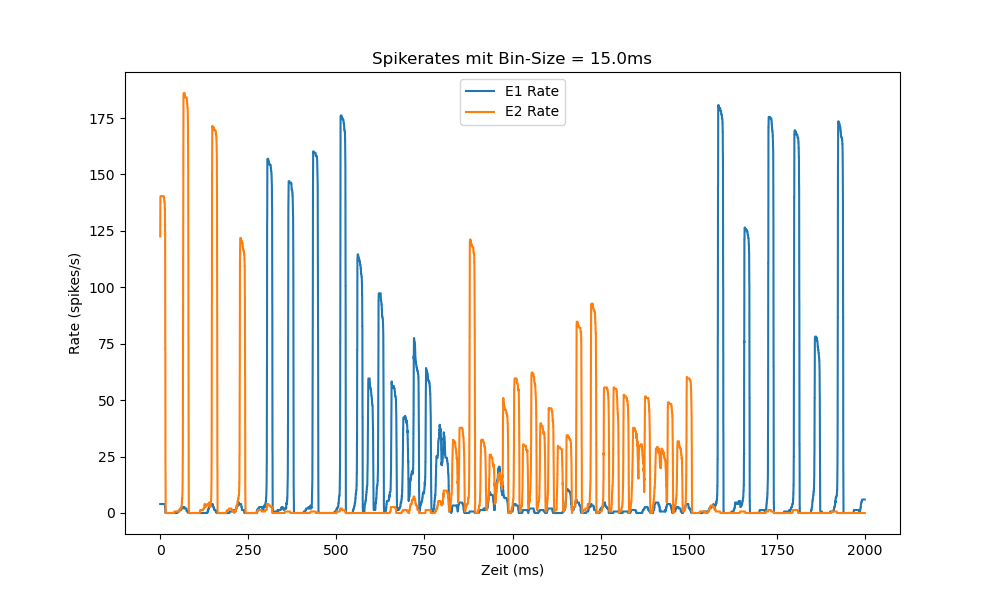 Spikerates mit Bin-Size = 15.0ms
E1 Rate
E2 Rate
Rate (spikes/s)
175
150
125
100
75
50
25
0
0 250 500 750 1000 1250 1500 1750 2000
Zeit (ms)